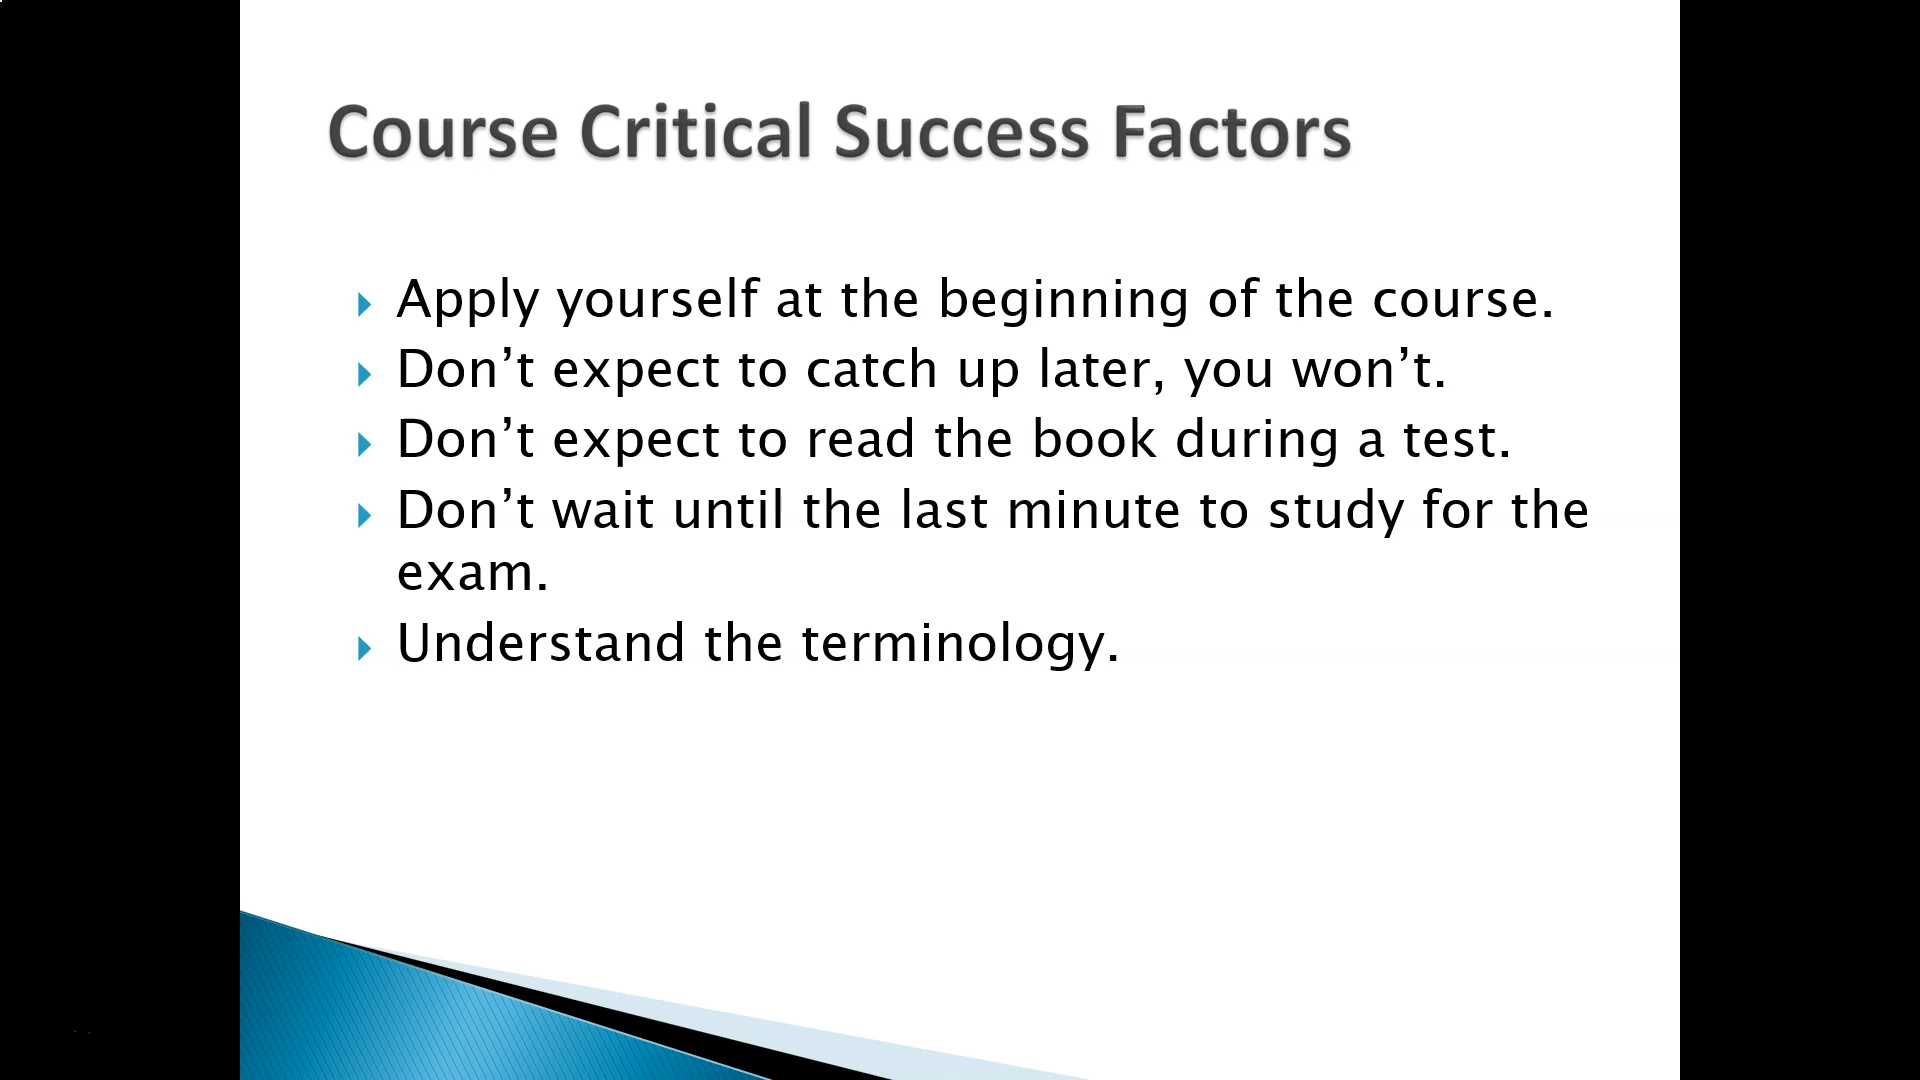 Course Critical Success Factors
Apply yourself at the beginning of the course.
Don’t expect to catch up later, you won’t.
Don’t expect to read the book during a test.
Don’t wait until the last minute to study for the
exam.
Understand the terminology.